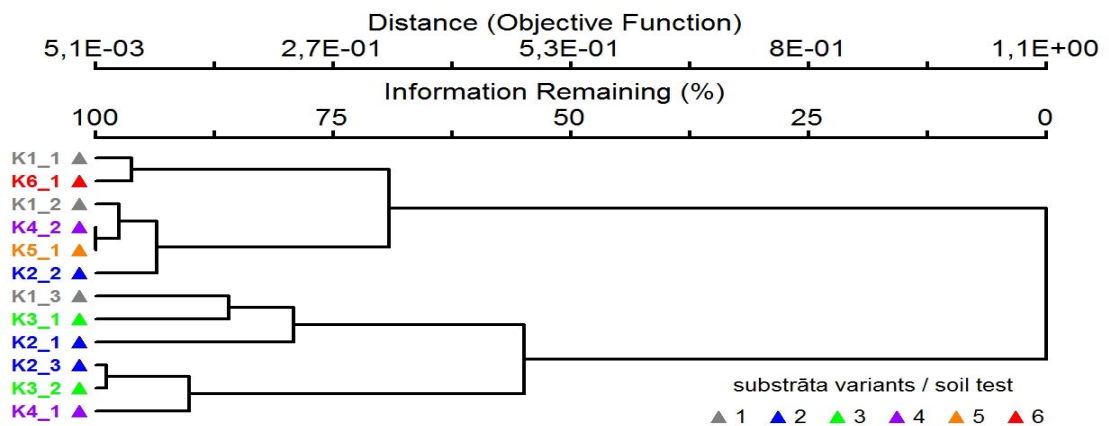 Distance (Objective Function)
5,1E-03 2,7E-01 5,3E-01 8E-01 1,1E+00
Information Remaining (%)
100 75 50 25 0
K1_1
K6_1
K1_2
K4_2
K5_1
K2_2
K1_3
K3_1
K2_1
K2_3
K3_2
K4_1
substrāta variants / soil test
1 2 3 4 5 6